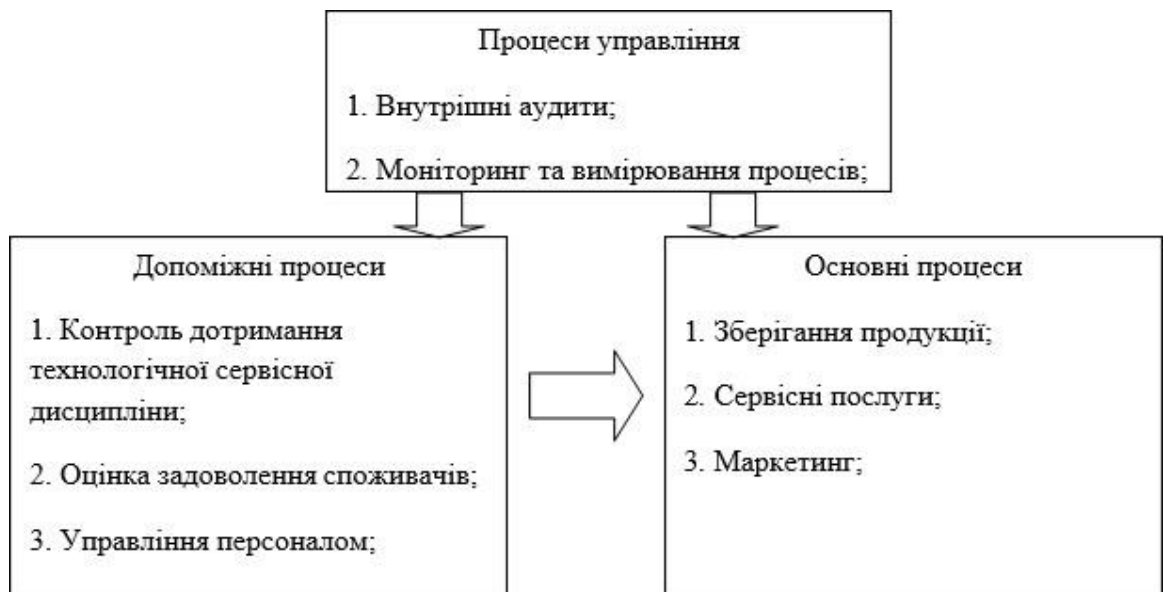 Процеси управління
1. Внутрішні аудити;
2. Моніторинг та вимірювання процесів;
Допоміжні процеси
1. Контроль дотримання
технологічної сервісної
дисципліни;
2. Оцінка задоволення споживачів;
3. Управління персоналом;
Основні процеси
1. Зберігання продукції;
2. Сервісні послуги;
3. Маркетинг;